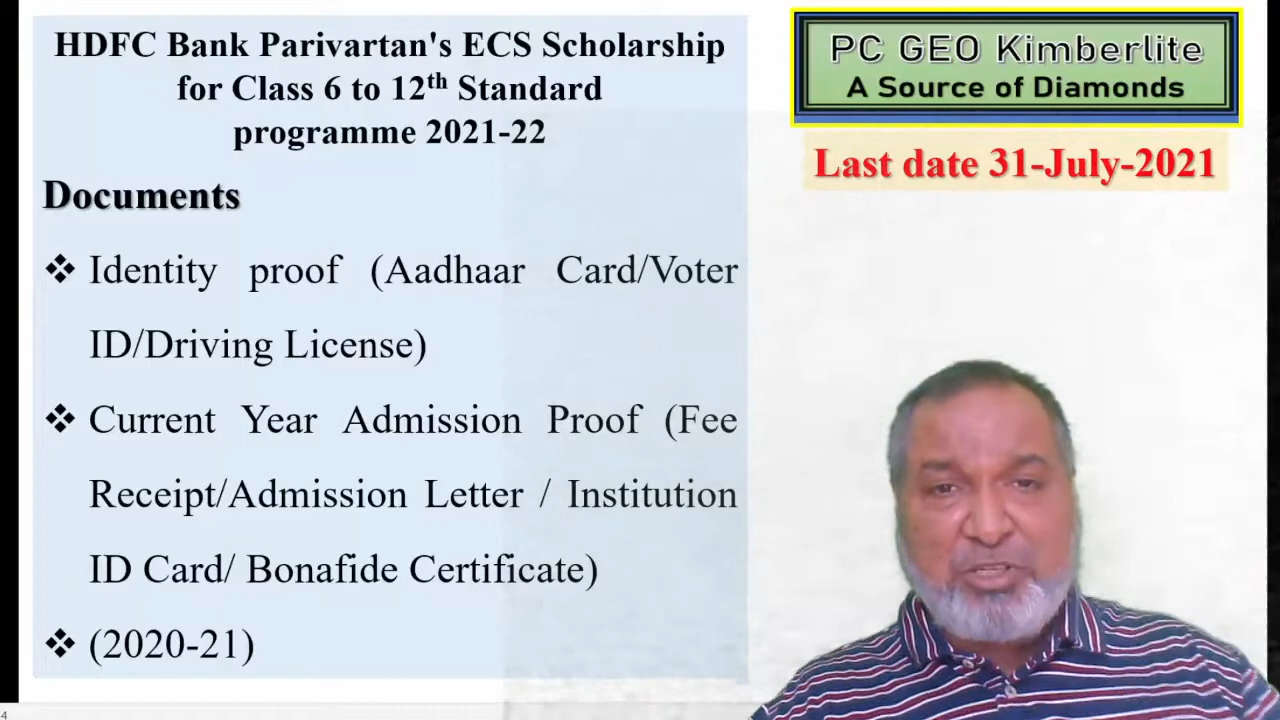 HDFC Bank Parivartan's ECS Scholarship
for Class 6 to 12th Standard
programme 2021-22
Documents
❖ Identity proof (Aadhaar Card/Voter
ID/Driving License)
❖ Current Year Admission Proof (Fee
Receipt/Admission Letter / Institution
ID Card/ Bonafide Certificate)
❖ (2020-21)
PC GEO Kimberlite
A Source of Diamonds
Last date 31-July-2021
4